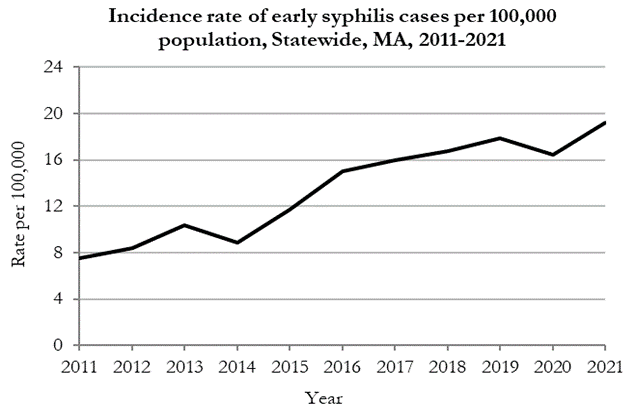 Incidence rate of early syphilis cases per 100,000
population, Statewide, MA, 2011-2021
24
20
16
12
8
4
0
Rate per 100,000
2011 2012 2013 2014 2015 2016 2017 2018 2019 2020 2021
Year